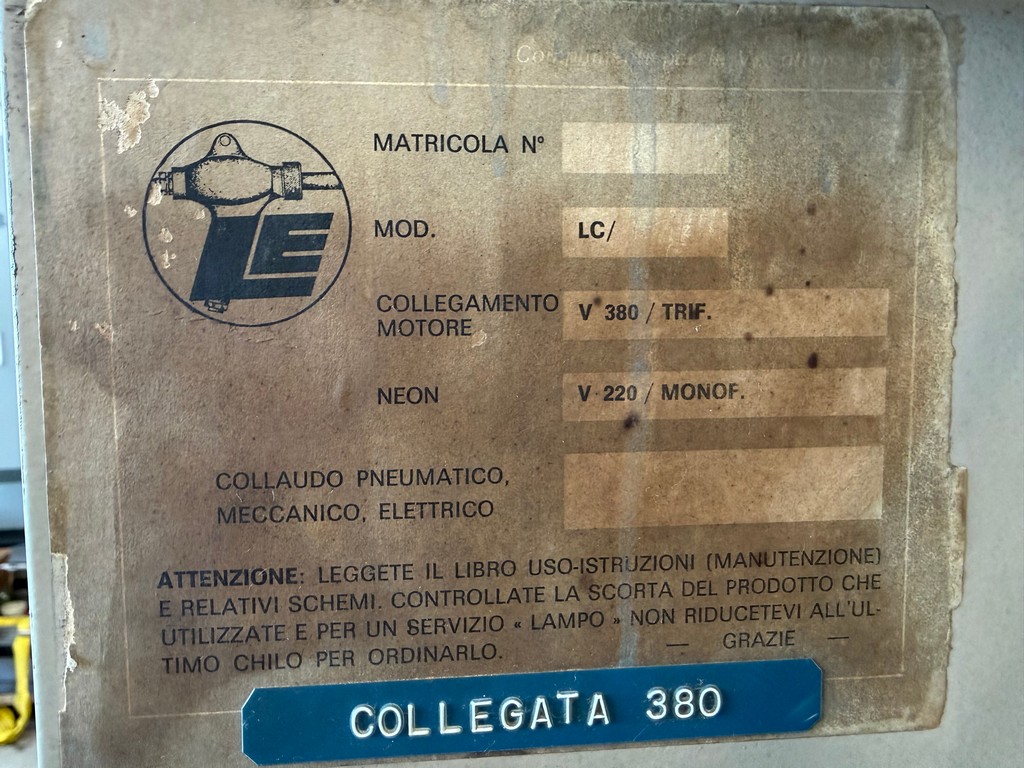 MATRICOLA N°
MOD. LC/
COLLEGAMENTO
MOTORE V 380 / TRIF.
NEON V 220 / MONOF.
COLLAUDO PNEUMATICO,
MECCANICO, ELETTRICO
ATTENZIONE: LEGGETE IL LIBRO USO-ISTRUZIONI (MANUTENZIONE)
E RELATIVI SCHEMI. CONTROLLATE LA SCORTA DEL PRODOTTO CHE
UTILIZZATE E PER UN SERVIZIO « LAMPO » NON RIDUCETEVI ALL'UL-
TIMO CHILO PER ORDINARLO. — GRAZIE —
COLLEGATA 380